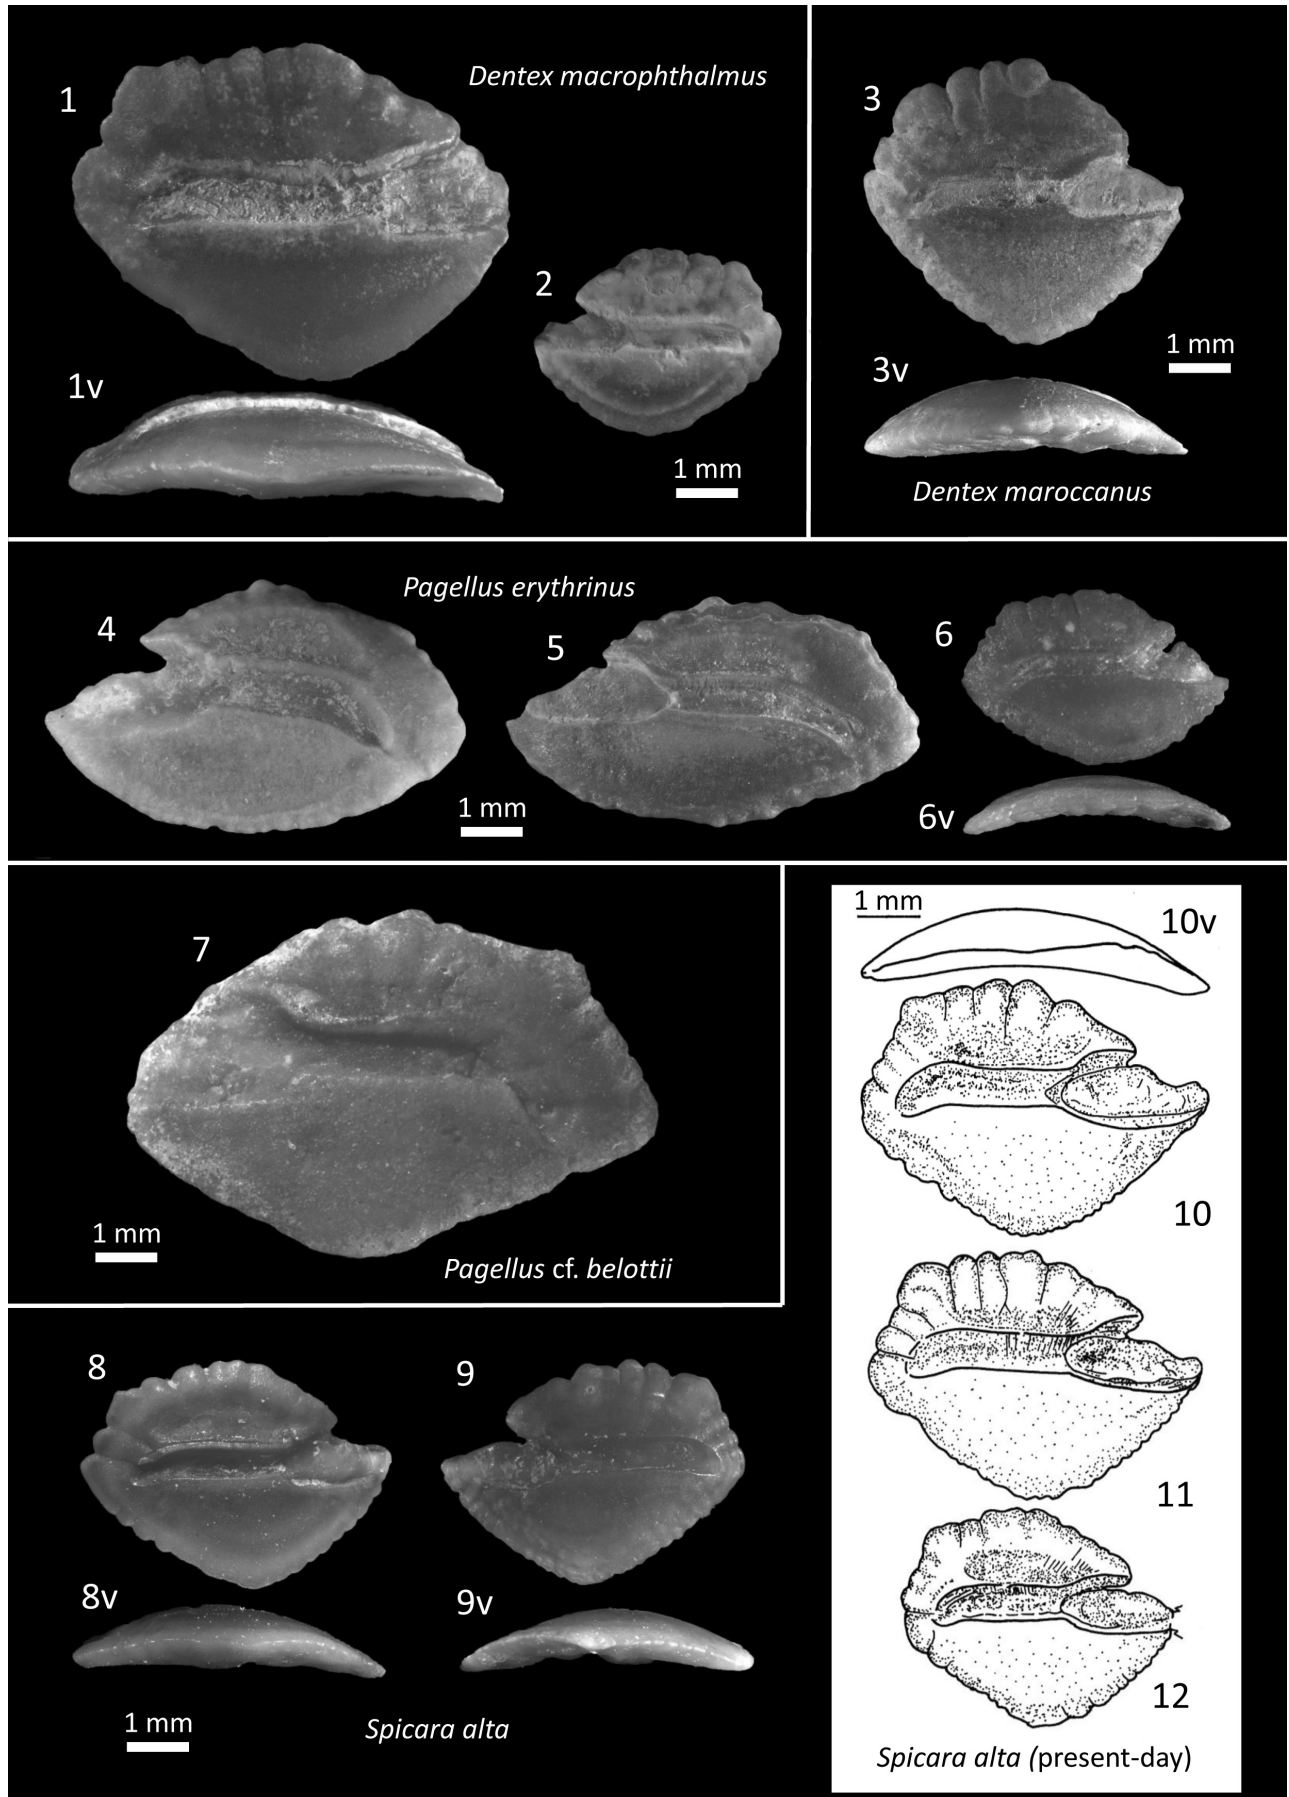 1
Dentex macrophthalmus
2
1v
1 mm
3
1 mm
3v
Dentex maroccanus
Pagellus erythrinus
4
5
6
1 mm
6v
7
1 mm
Pagellus cf. belottii
8
9
8v
9v
1 mm
Spicara alta
1 mm
10v
10
11
12
Spicara alta (present-day)